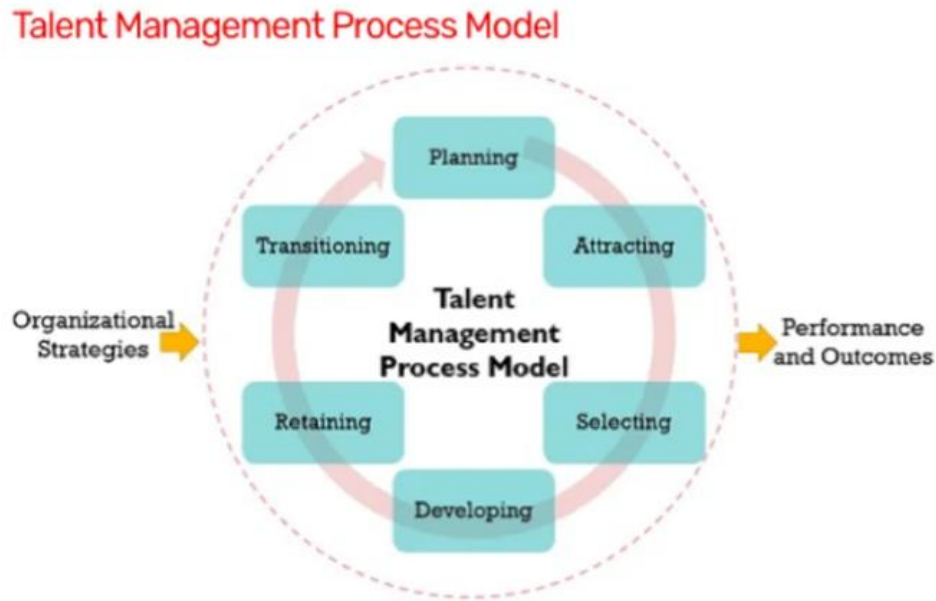 Talent Management Process Model
Planning
Attracting
Selecting
Developing
Retaining
Transitioning
Talent
Management
Process Model
Organizational
Strategies
Performance
and Outcomes